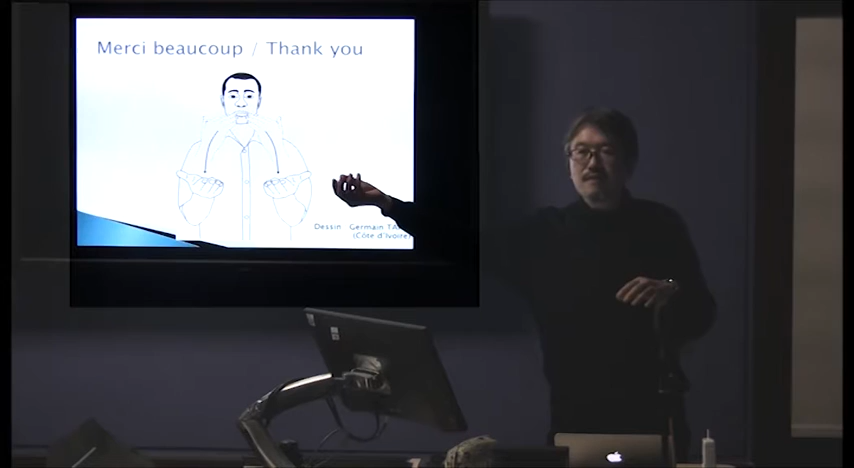 Merci beaucoup / Thank you
Dessin : Germain
(Côte d'Ivoire)